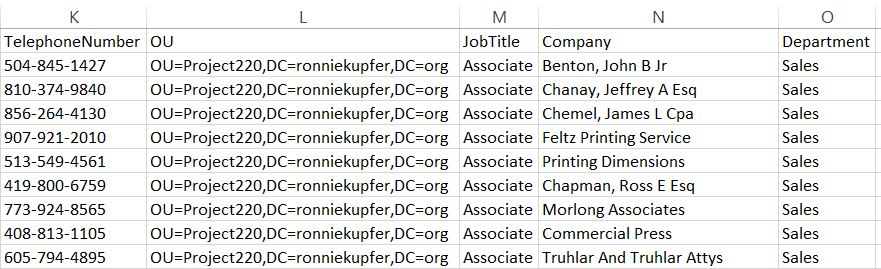 K L M N O
TelephoneNumber OU JobTitle Company Department
504-845-1427 OU=Project220,DC=ronniekupfer,DC=org Associate Benton, John B Jr Sales
810-374-9840 OU=Project220,DC=ronniekupfer,DC=org Associate Chanay, Jeffrey A Esq Sales
856-264-4130 OU=Project220,DC=ronniekupfer,DC=org Associate Chemel, James L Cpa Sales
907-921-2010 OU=Project220,DC=ronniekupfer,DC=org Associate Feltz Printing Service Sales
513-549-4561 OU=Project220,DC=ronniekupfer,DC=org Associate Printing Dimensions Sales
419-800-6759 OU=Project220,DC=ronniekupfer,DC=org Associate Chapman, Ross E Esq Sales
773-924-8565 OU=Project220,DC=ronniekupfer,DC=org Associate Morlong Associates Sales
408-813-1105 OU=Project220,DC=ronniekupfer,DC=org Associate Commercial Press Sales
605-794-4895 OU=Project220,DC=ronniekupfer,DC=org Associate Truhlar And Truhlar Attys Sales